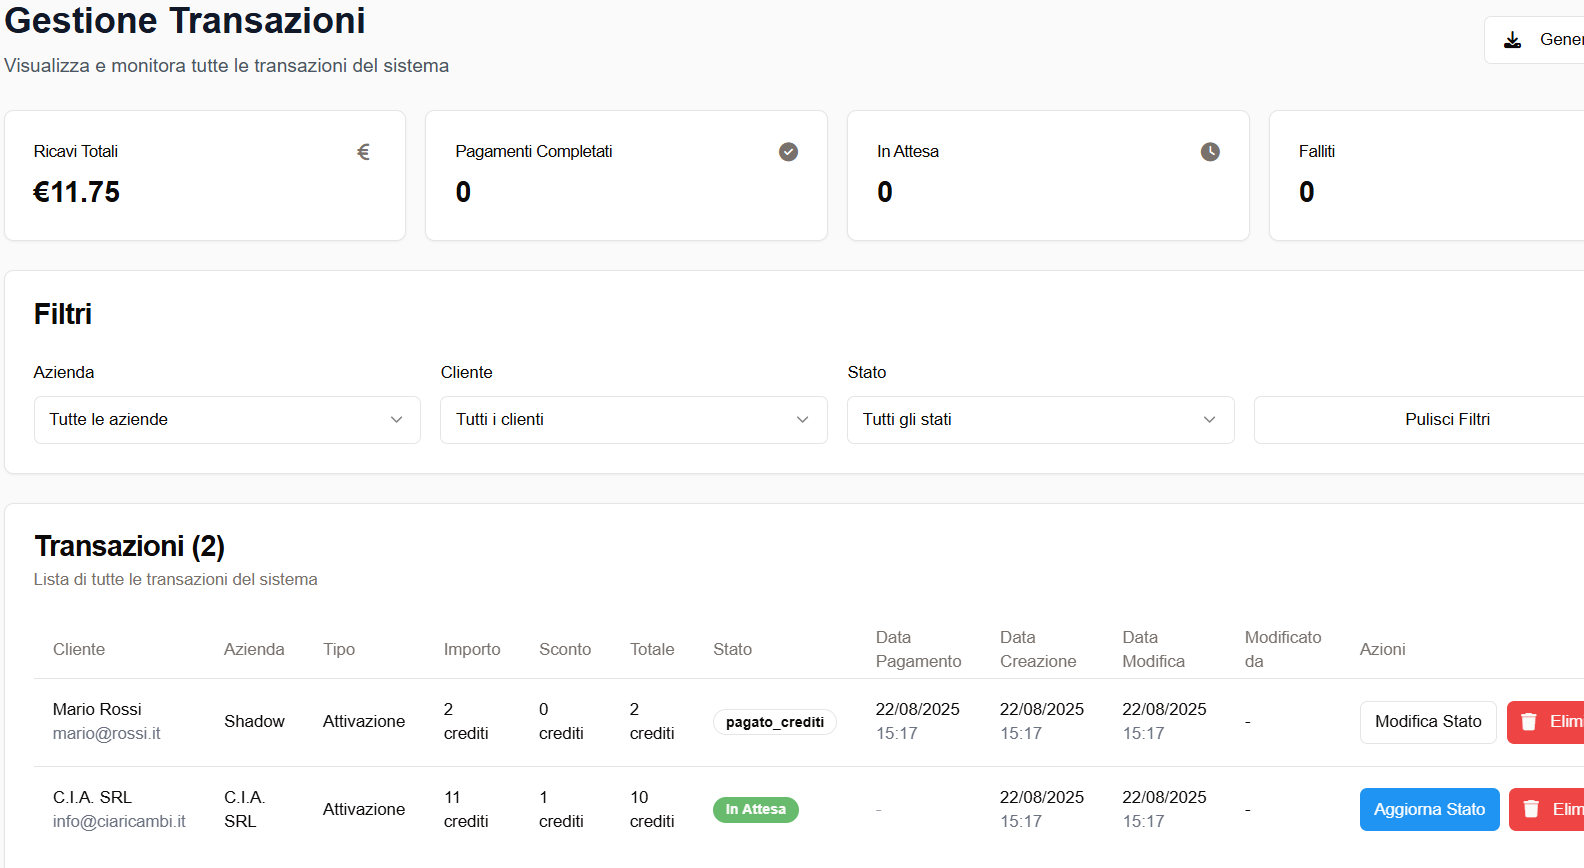 Gestione Transazioni
Visualizza e monitora tutte le transazioni del sistema
Gener
Ricavi Totali
€
€11.75
Pagamenti Completati
0
In Attesa
0
Falliti
0
Filtri
Azienda
Tutte le aziende
Cliente
Tutti i clienti
Stato
Tutti gli stati
Pulisci Filtri
Transazioni (2)
Lista di tutte le transazioni del sistema
Cliente Azienda Tipo Importo Sconto Totale Stato Data Pagamento Data Creazione Data Modifica Modificato da Azioni
Mario Rossi
mario@rossi.it
Shadow
Attivazione
2 crediti
0 crediti
2 crediti
pagato_crediti
22/08/2025
15:17
22/08/2025
15:17
22/08/2025
15:17
-
Modifica Stato
Elim
C.I.A. SRL
info@ciaricambi.it
C.I.A.
SRL
Attivazione
11 crediti
1 crediti
10 crediti
In Attesa
-
22/08/2025
15:17
22/08/2025
15:17
-
Aggiorna Stato
Elim